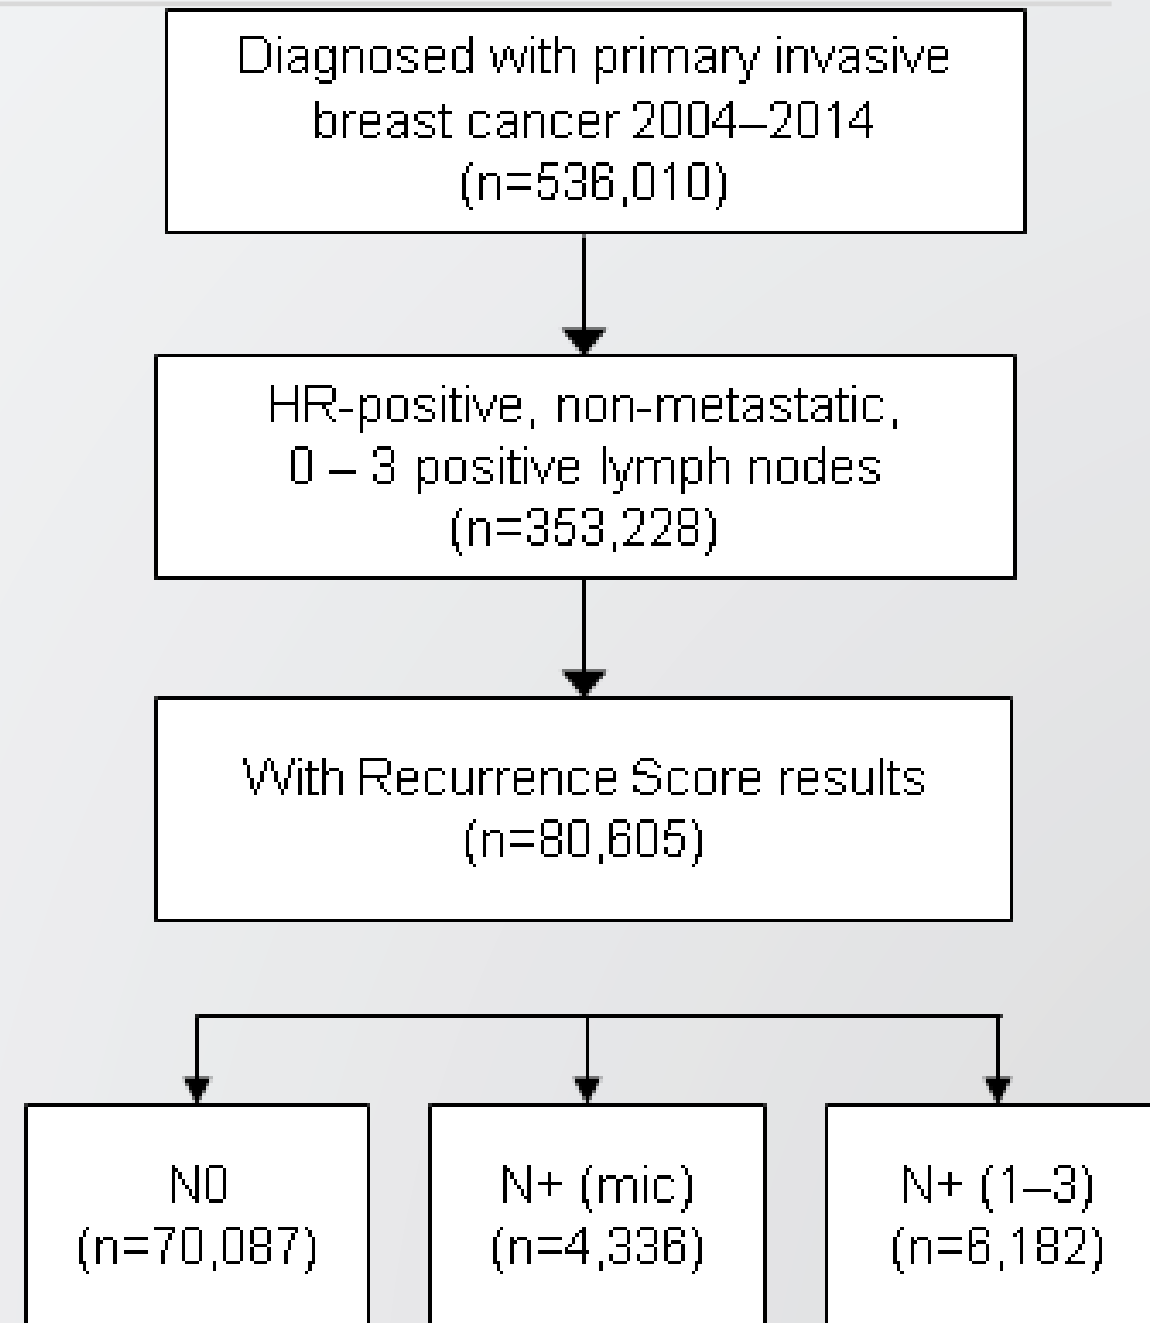 Diagnosed with primary invasive
breast cancer 2004–2014
(n=536,010)
HR-positive, non-metastatic,
0 – 3 positive lymph nodes
(n=353,228)
With Recurrence Score results
(n=80,605)
N0
(n=70,087)
N+ (mic)
(n=4,336)
N+ (1–3)
(n=6,182)